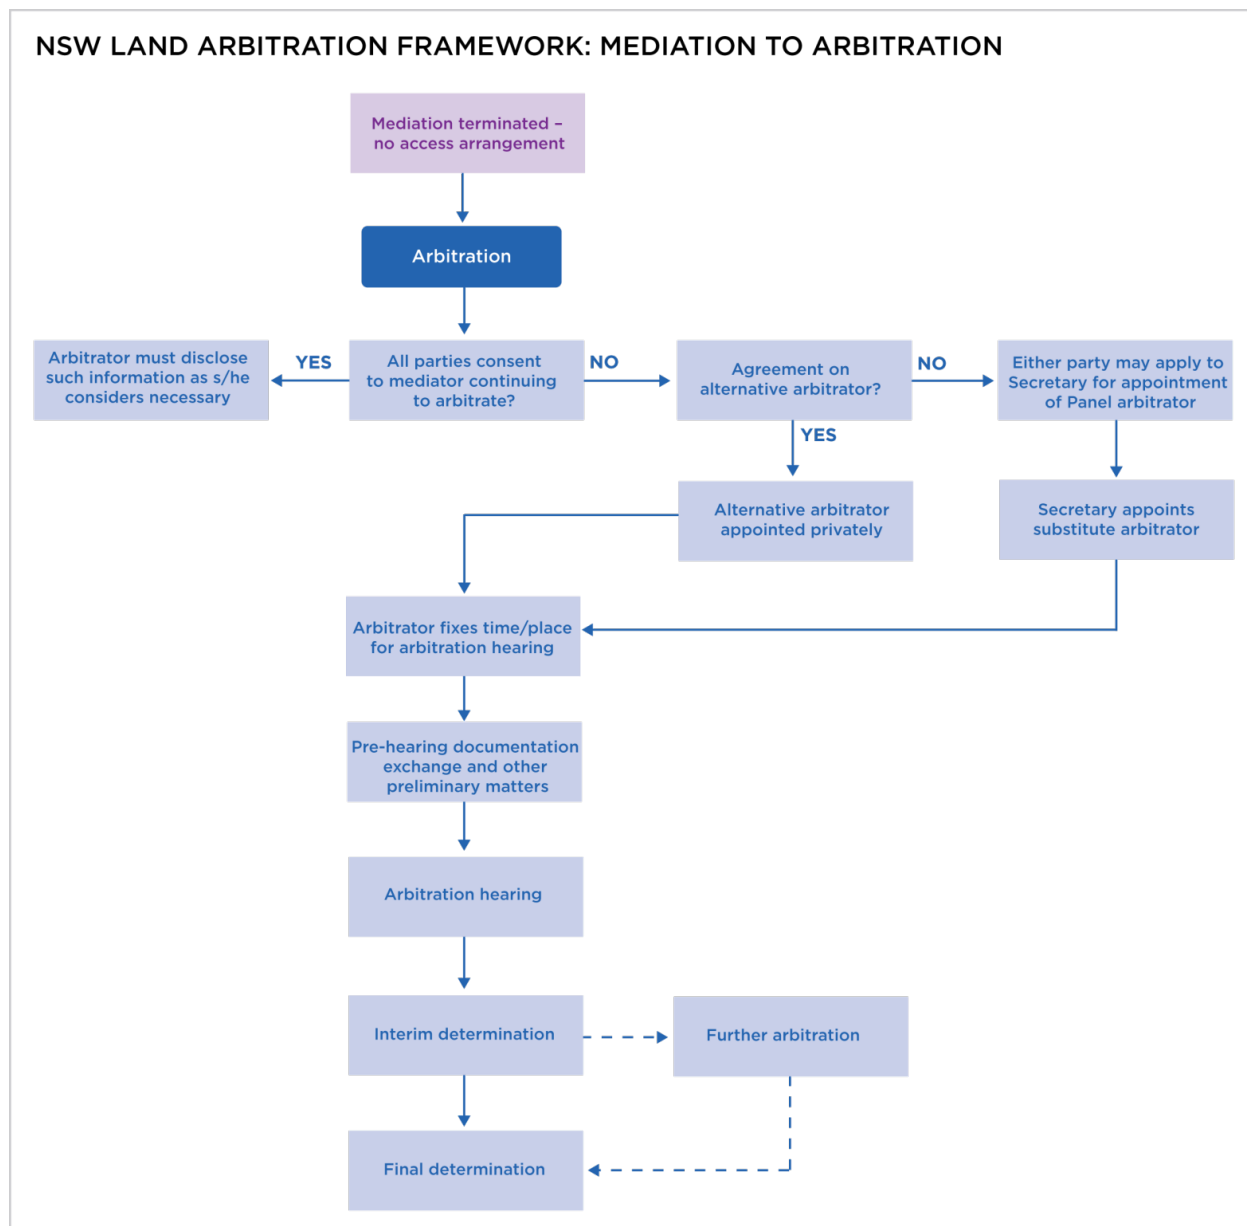 NSW LAND ARBITRATION FRAMEWORK: MEDIATION TO ARBITRATION
Mediation terminated –
no access arrangement
Arbitration
Arbitrator must disclose
such information as s/he
considers necessary
YES
All parties consent
to mediator continuing
to arbitrate?
NO
Agreement on
alternative arbitrator?
NO
Either party may apply to
Secretary for appointment
of Panel arbitrator
YES
Alternative arbitrator
appointed privately
Secretary appoints
substitute arbitrator
Arbitrator fixes time/place
for arbitration hearing
Pre-hearing documentation
exchange and other
preliminary matters
Arbitration hearing
Interim determination
Further arbitration
Final determination